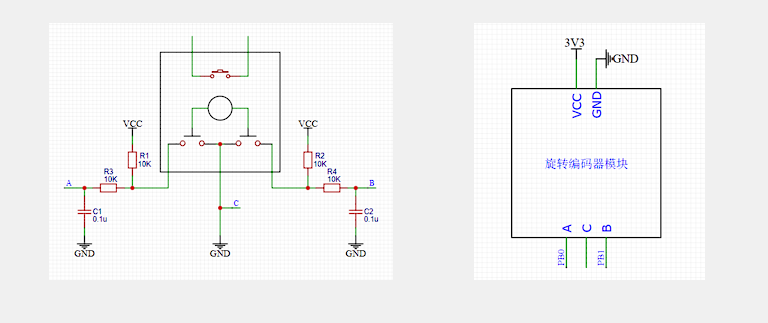 VCC
R1
10K
R3
10K
A
C1
0.1u
GND
C
GND
VCC
R2
10K
R4
10K
B
C2
0.1u
GND
3V3
GND
VCC
GND
旋转编码器模块
A
C
B
PB0
PB1